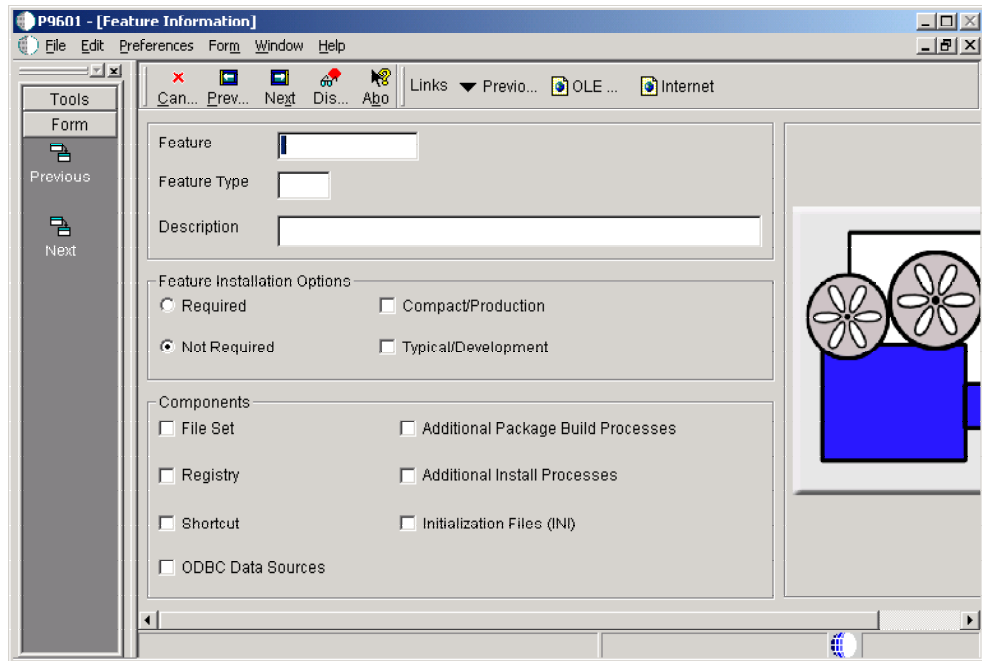 P9601 - [Feature Information]
File Edit Preferences Form Window Help
Can... Prev... Next Dis... Abo Links Previo... OLE ... Internet
Tools
Form
Previous
Next
Feature
Feature Type
Description
Feature Installation Options
Required Compact/Production
Not Required Typical/Development
Components
File Set Additional Package Build Processes
Registry Additional Install Processes
Shortcut Initialization Files (INI)
ODBC Data Sources